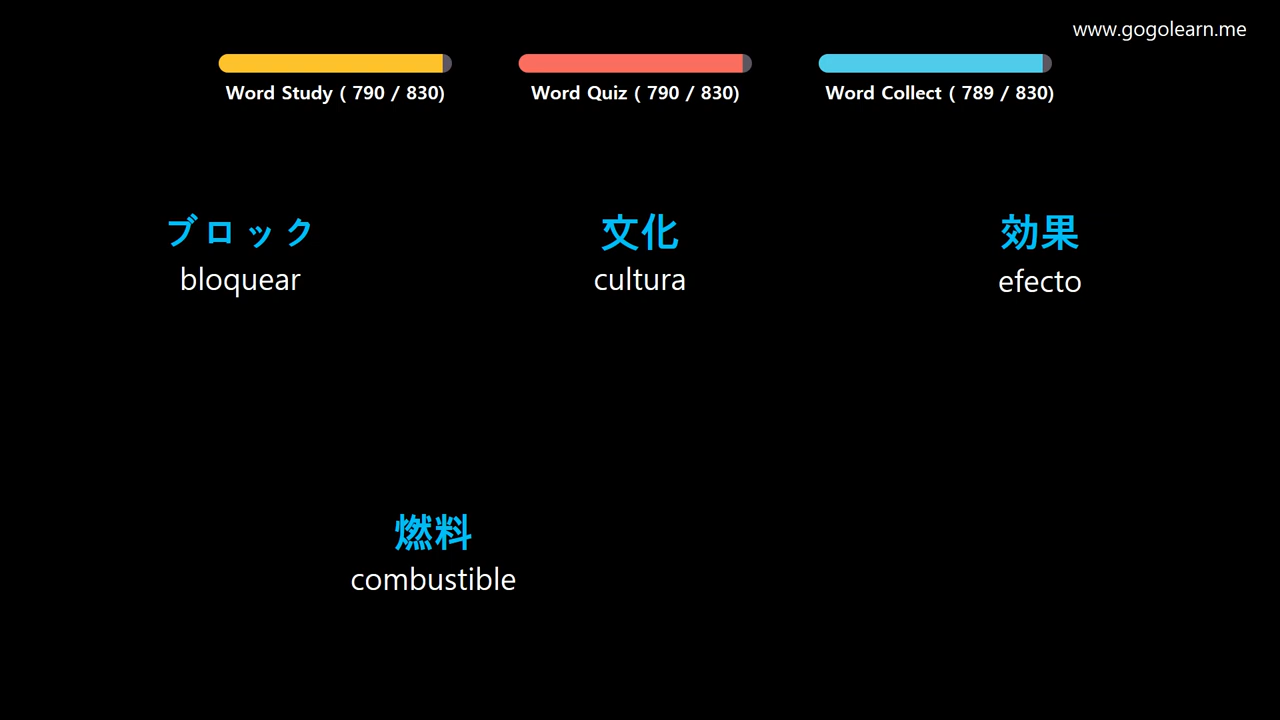 www.gogolearn.me
Word Study ( 790 / 830)
Word Quiz ( 790 / 830)
Word Collect ( 789 / 830)
ブロック
bloquear
文化
cultura
効果
efecto
燃料
combustible